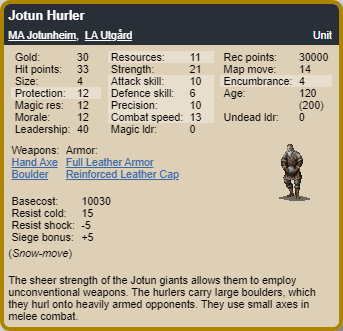 Jotun Hurler
MA Jotunheim, LA Utgård Unit
Gold: 30 Resources: 11 Rec points: 30000
Hit points: 33 Strength: 21 Map move: 14
Size: 4 Attack skill: 10 Encumbrance: 4
Protection: 12 Defence skill: 6 Age: 120
Magic res: 12 Precision: 10 (200)
Morale: 12 Combat speed: 13 Undead ldr: 0
Leadership: 40 Magic ldr: 0
Weapons: Armor:
Hand Axe Full Leather Armor
Boulder Reinforced Leather Cap
Basecost: 10030
Resist cold: 15
Resist shock: -5
Siege bonus: +5
(Snow-move)
The sheer strength of the Jotun giants allows them to employ
unconventional weapons. The hurlers carry large boulders, which
they hurl onto heavily armed opponents. They use small axes in
melee combat.